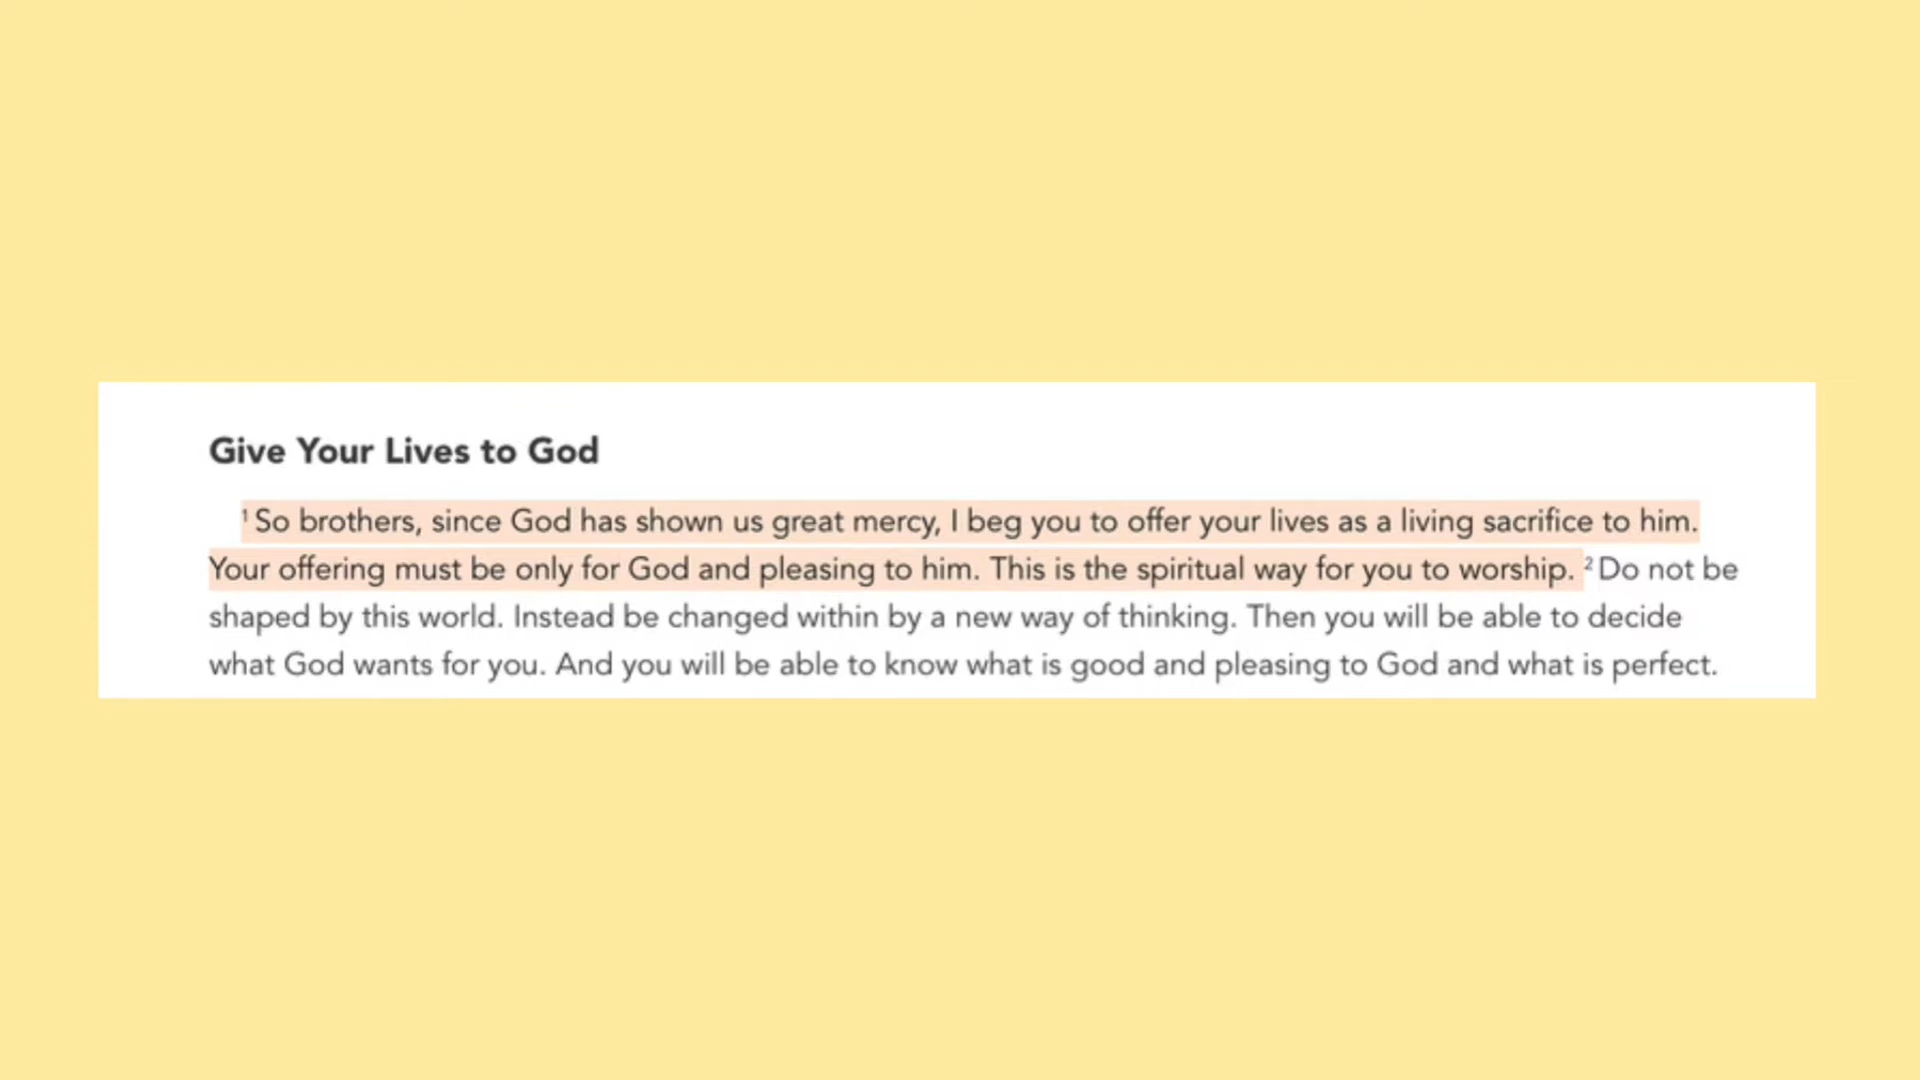 Give Your Lives to God
¹ So brothers, since God has shown us great mercy, I beg you to offer your lives as a living sacrifice to him.
Your offering must be only for God and pleasing to him. This is the spiritual way for you to worship. ² Do not be
shaped by this world. Instead be changed within by a new way of thinking. Then you will be able to decide
what God wants for you. And you will be able to know what is good and pleasing to God and what is perfect.